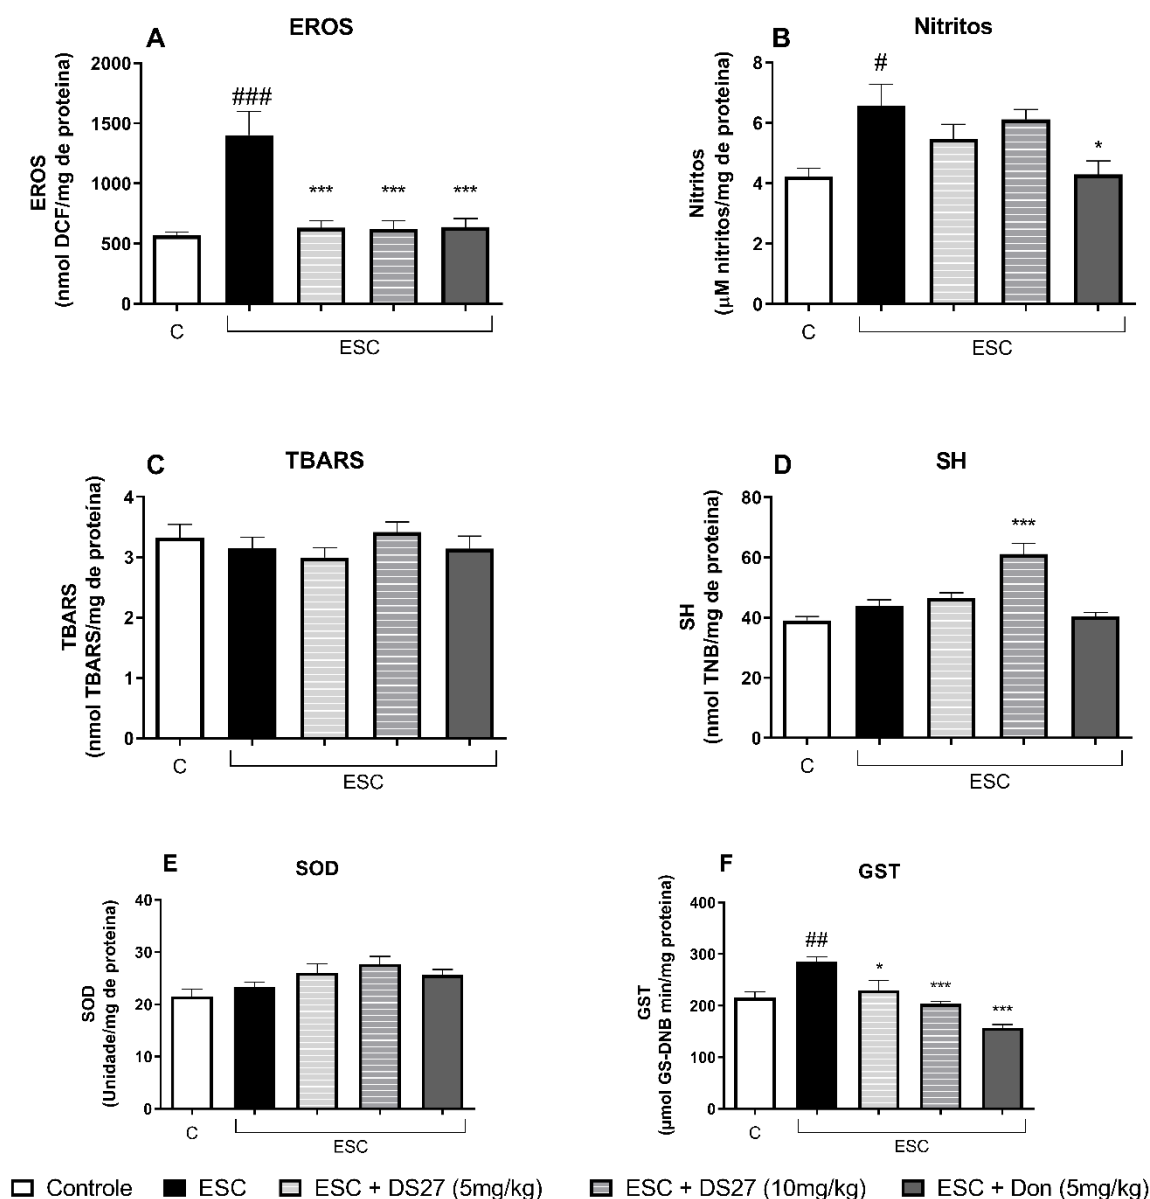 A
EROS
EROS
(nmol DCF/mg de proteína)
2000
1500
1000
500
0
###
***
***
***
C
ESC
B
Nitritos
Nitritos
(μM nitritos/mg de proteína)
8
6
4
2
0
#
*
C
ESC
C
TBARS
TBARS
(nmol TBARS/mg de proteína)
4
3
2
1
0
C
ESC
D
SH
SH
(nmol TNB/mg de proteína)
80
60
40
20
0
***
C
ESC
E
SOD
SOD
(Unidade/mg de proteína)
40
30
20
10
0
C
ESC
F
GST
GST
(μmol GS-DNB min/mg proteína)
400
300
200
100
0
##
*
***
***
C
ESC
Controle ESC ESC + DS27 (5mg/kg) ESC + DS27 (10mg/kg) ESC + Don (5mg/kg)